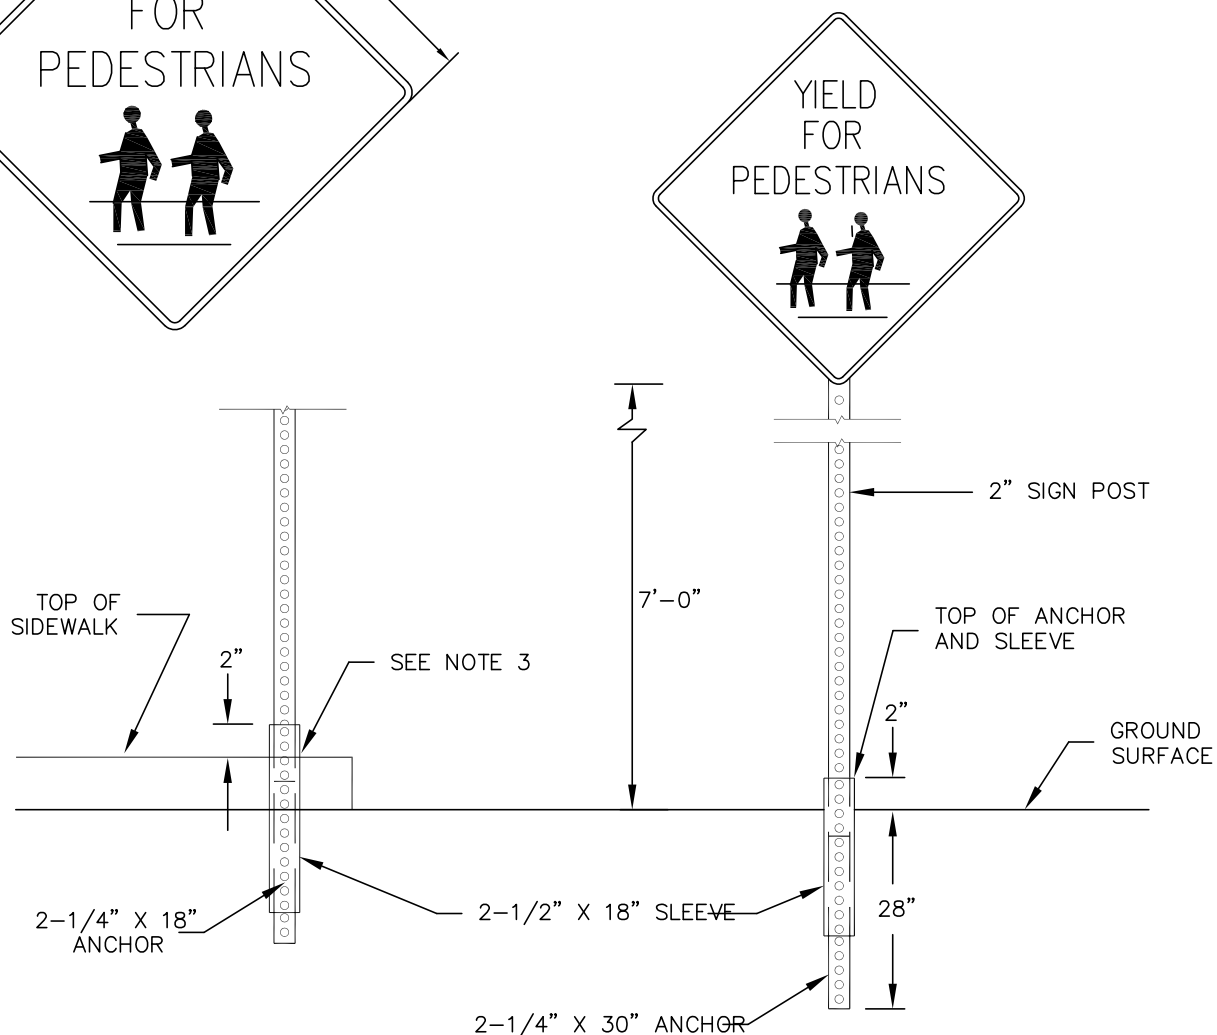 FOR
PEDESTRIANS
YIELD
FOR
PEDESTRIANS
2” SIGN POST
7’-0”
TOP OF
SIDEWALK
2”
SEE NOTE 3
TOP OF ANCHOR
AND SLEEVE
2”
GROUND
SURFACE
2-1/4” X 18”
ANCHOR
2-1/2” X 18” SLEEVE
28”
2-1/4” X 30” ANCHOR